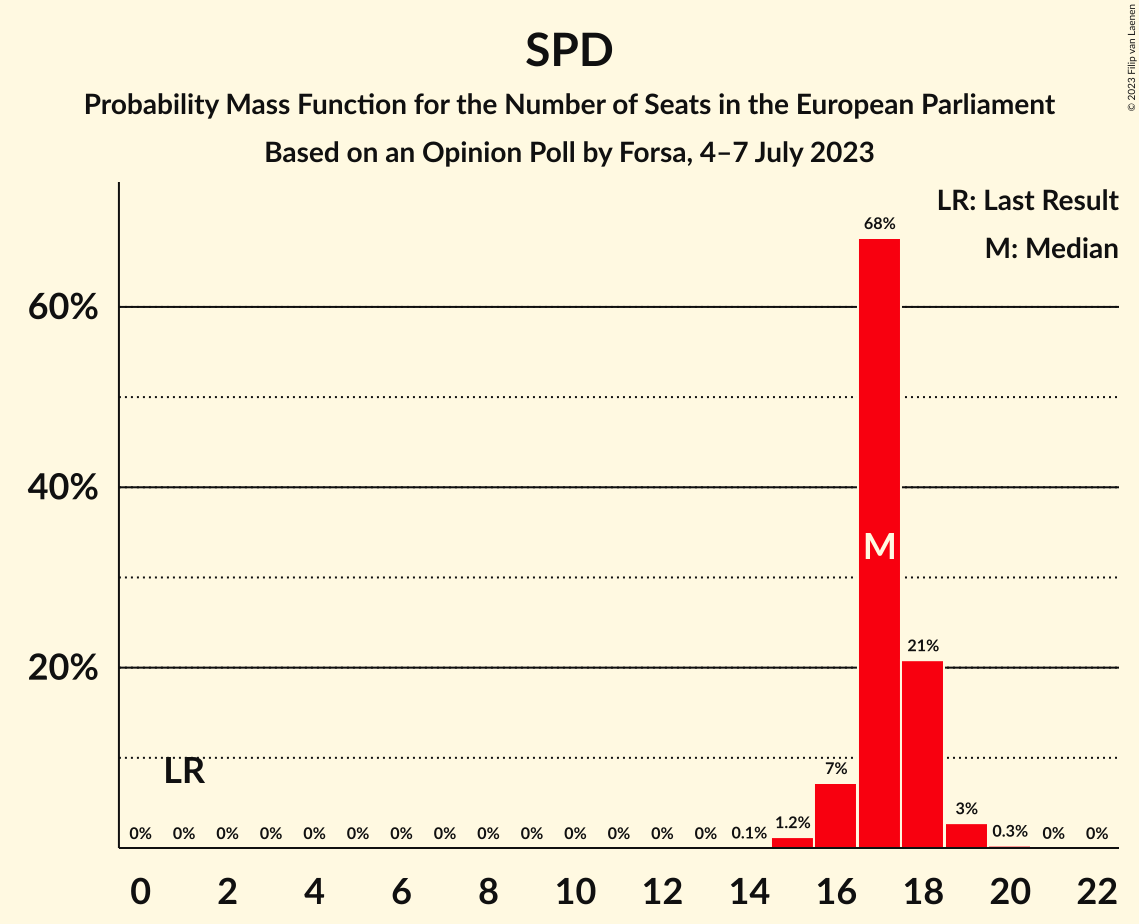 SPD
Probability Mass Function for the Number of Seats in the European Parliament
Based on an Opinion Poll by Forsa, 4–7 July 2023
© 2023 Filip van Laenen
LR: Last Result
M: Median
68%
60%
M
40%
21%
20%
LR
7%
3%
1.2%
0% 0% 0% 0% 0% 0% 0% 0% 0% 0% 0% 0% 0% 0% 0.1% 0.3% 0% 0%
0 2 4 6 8 10 12 14 16 18 20 22